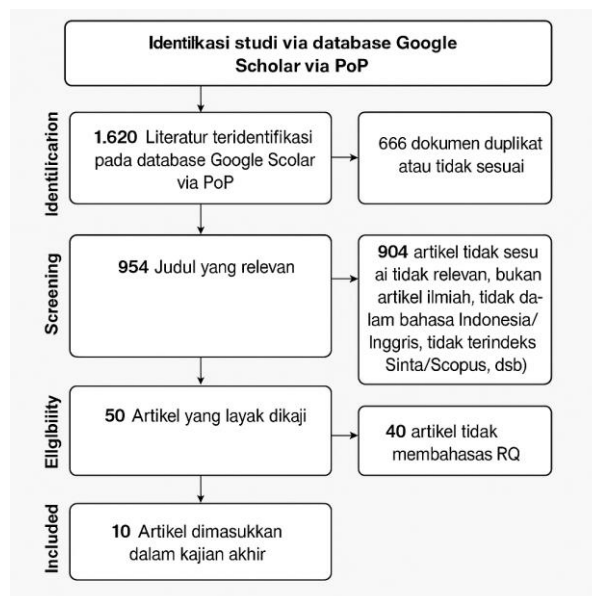 Identilkasi studi via database Google
Scholar via PoP
Identilicarion
1.620 Literatur teridentifikasi
pada database Google Scolar
via PoP
666 dokumen duplikat
atau tidak sesuai
Screening
954 Judul yang relevan
904 artikel tidak sesu
ai tidak relevan, bukan
artikel ilmiah, tidak da-
lam bahasa Indonesia/
Inggris, tidak terindeks
Sinta/Scopus, dsb)
Eliglbiiity
50 Artikel yang layak dikaji
40 artikel tidak
membahasas RQ
Included
10 Artikel dimasukkan
dalam kajian akhir